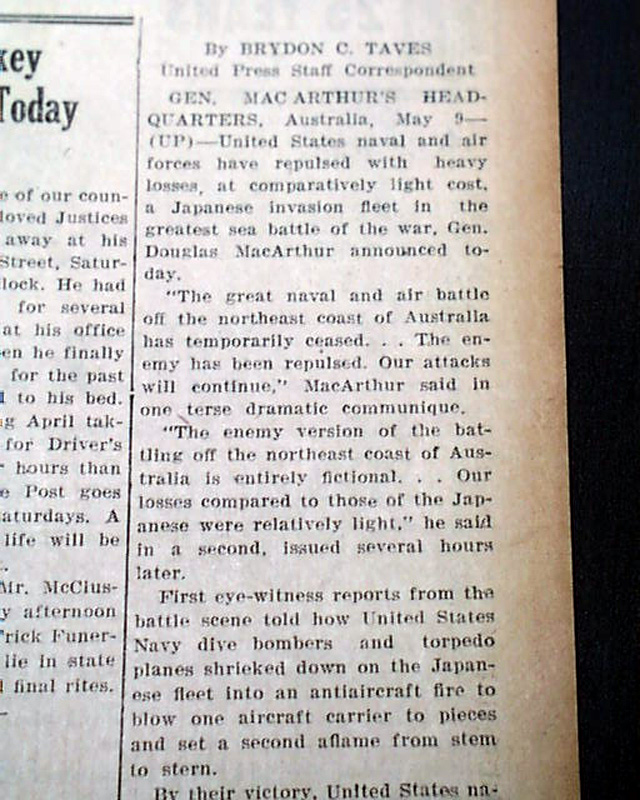 key
Today
e of our coun-
loved Justices
away at his
Street, Satur-
lock. He had
for several
at his office
en he finally
for the past
l to his bed.
g April tak-
for Driver's
r hours than
e Post goes
aturdays. A
life will be
Mr. McClus-
y afternoon
rick Funer-
lie in state
l final rites.
By BRYDON C. TAVES
United Press Staff Correspondent
GEN. MAC ARTHUR'S HEAD-
QUARTERS, Australia, May 9—
(UP)—United States naval and air
forces have repulsed with heavy
losses, at comparatively light cost,
a Japanese invasion fleet in the
greatest sea battle of the war, Gen.
Douglas MacArthur announced to-
day.
"The great naval and air battle
off the northeast coast of Australia
has temporarily ceased. . . The en-
emy has been repulsed. Our attacks
will continue," MacArthur said in
one terse dramatic communique.
"The enemy version of the bat-
tling off the northeast coast of Aus-
tralia is entirely fictional. . . Our
losses compared to those of the Jap-
anese were relatively light," he said
in a second, issued several hours
later.
First eye-witness reports from the
battle scene told how United States
Navy dive bombers and torpedo
planes shrieked down on the Japan-
ese fleet into an antiaircraft fire to
blow one aircraft carrier to pieces
and set a second aflame from stem
to stern.
By their victory, United States na-